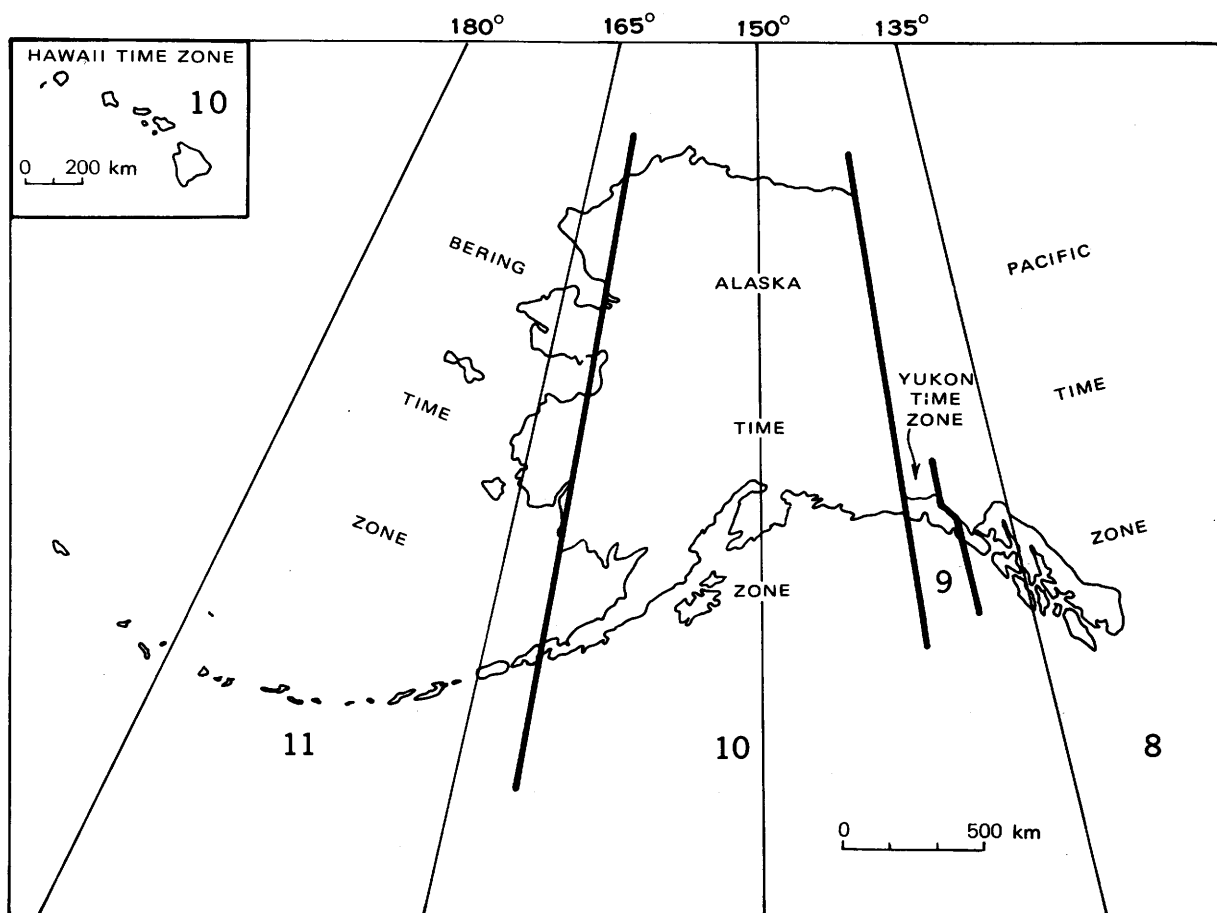 180° 165° 150° 135°
HAWAII TIME ZONE
10
0 200 km
BERING
TIME
ZONE
11
ALASKA
TIME
ZONE
10
YUKON
TIME
ZONE
9
PACIFIC
TIME
ZONE
8
0 500 km